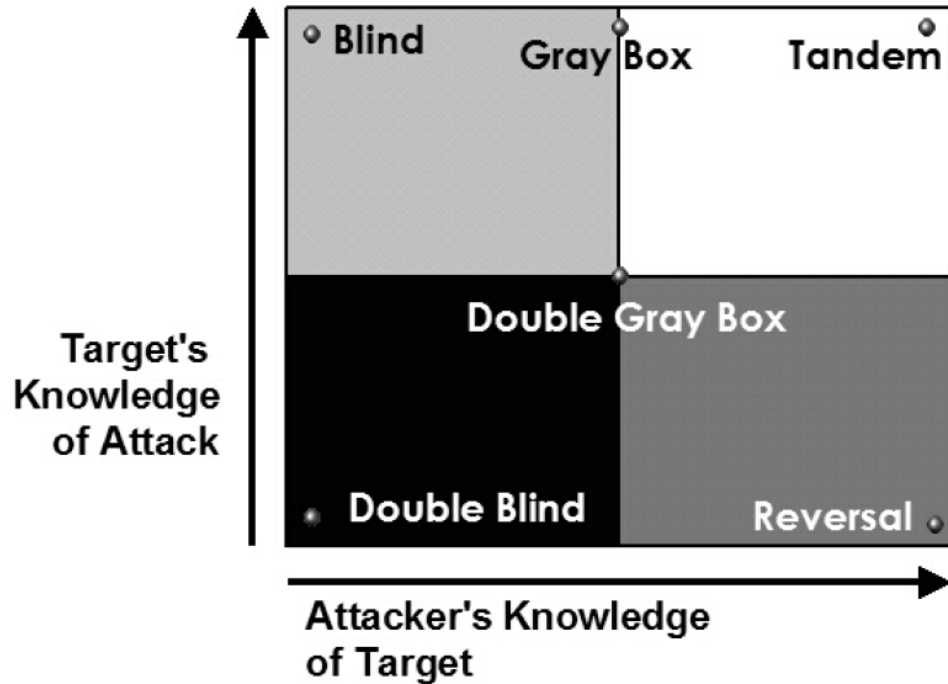 Blind
Gray Box
Tandem
Double Gray Box
Target's
Knowledge
of Attack
Double Blind
Reversal
Attacker's Knowledge
of Target